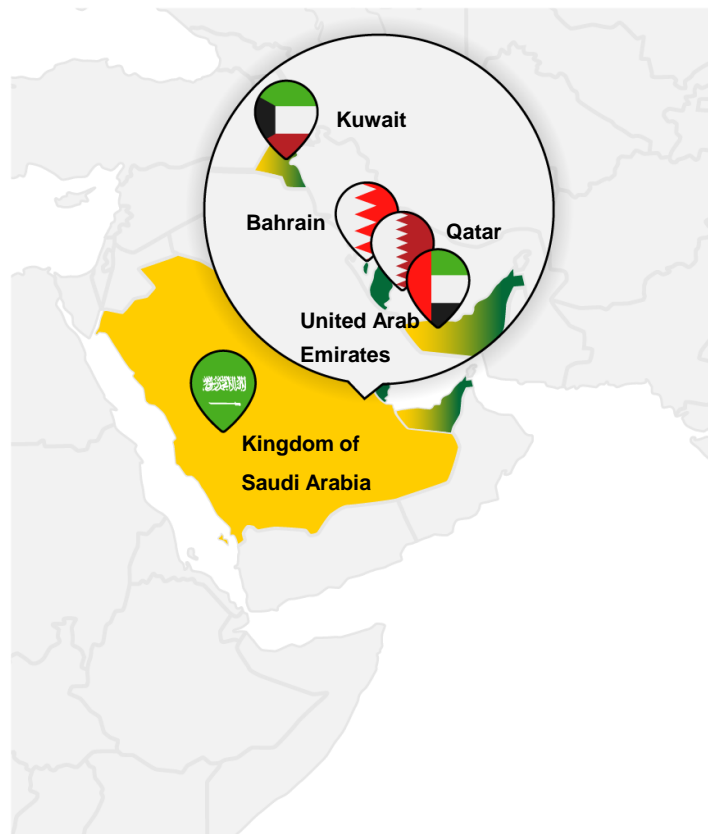 Kuwait
Bahrain
Qatar
United Arab
Emirates
Kingdom of
Saudi Arabia